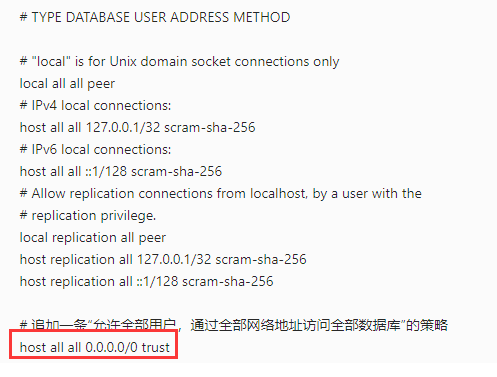 # TYPE DATABASE USER ADDRESS METHOD
# "local" is for Unix domain socket connections only
local all all peer
# IPv4 local connections:
host all all 127.0.0.1/32 scram-sha-256
# IPv6 local connections:
host all all ::1/128 scram-sha-256
# Allow replication connections from localhost, by a user with the
# replication privilege.
local replication all peer
host replication all 127.0.0.1/32 scram-sha-256
host replication all ::1/128 scram-sha-256
# 追加一条“允许全部用户，通过全部网络地址访问全部数据库”的策略
host all all 0.0.0.0/0 trust